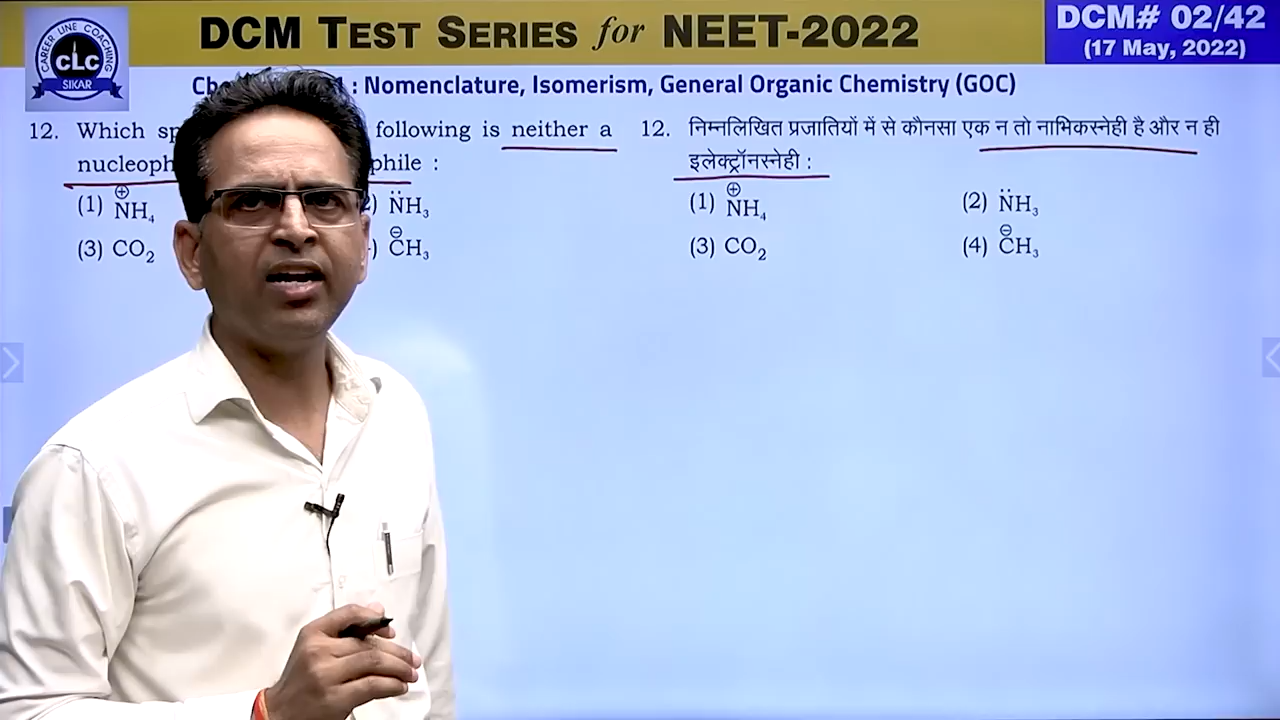 DCM TEST SERIES for NEET-2022
DCM# 02/42
(17 May, 2022)
CAREER LINE COACHING
CLC
SIKAR
: Nomenclature, Isomerism, General Organic Chemistry (GOC)
12. Which following is neither a
:
(1) N⊕H₄ (2) N̈H₃
(3) CO₂ C̈⊖H₃
12. निम्नलिखित प्रजातियों में से कौनसा एक न तो नाभिकस्नेही है और न ही
इलेक्ट्रॉनस्नेही :
(1) N⊕H₄ (2) N̈H₃
(3) CO₂ (4) C̈⊖H₃